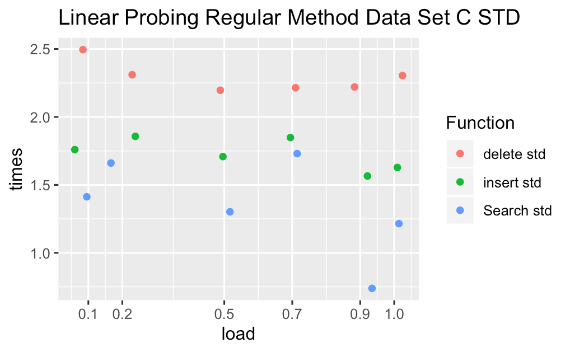 Linear Probing Regular Method Data Set C STD
2.5
2.0
1.5
1.0
times
0.1 0.2 0.5 0.7 0.9 1.0
load
Function
delete std
insert std
Search std